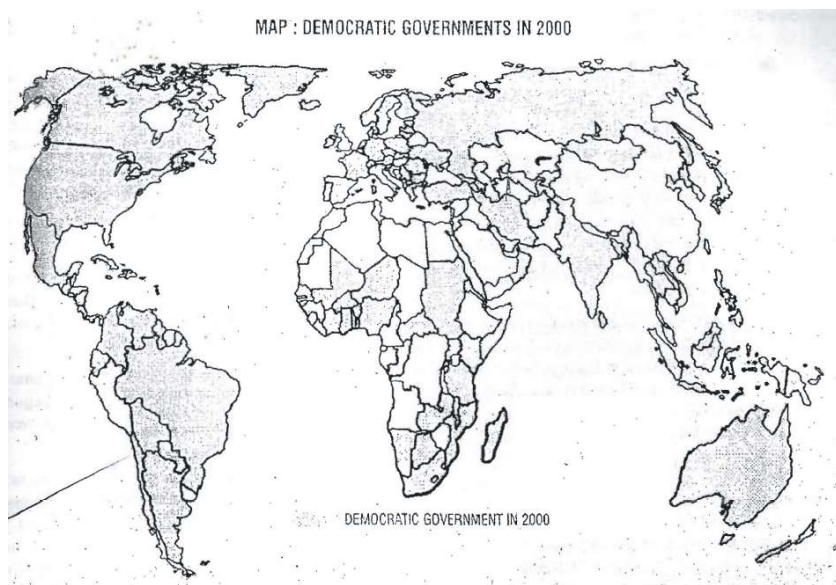 MAP : DEMOCRATIC GOVERNMENTS IN 2000
DEMOCRATIC GOVERNMENT IN 2000